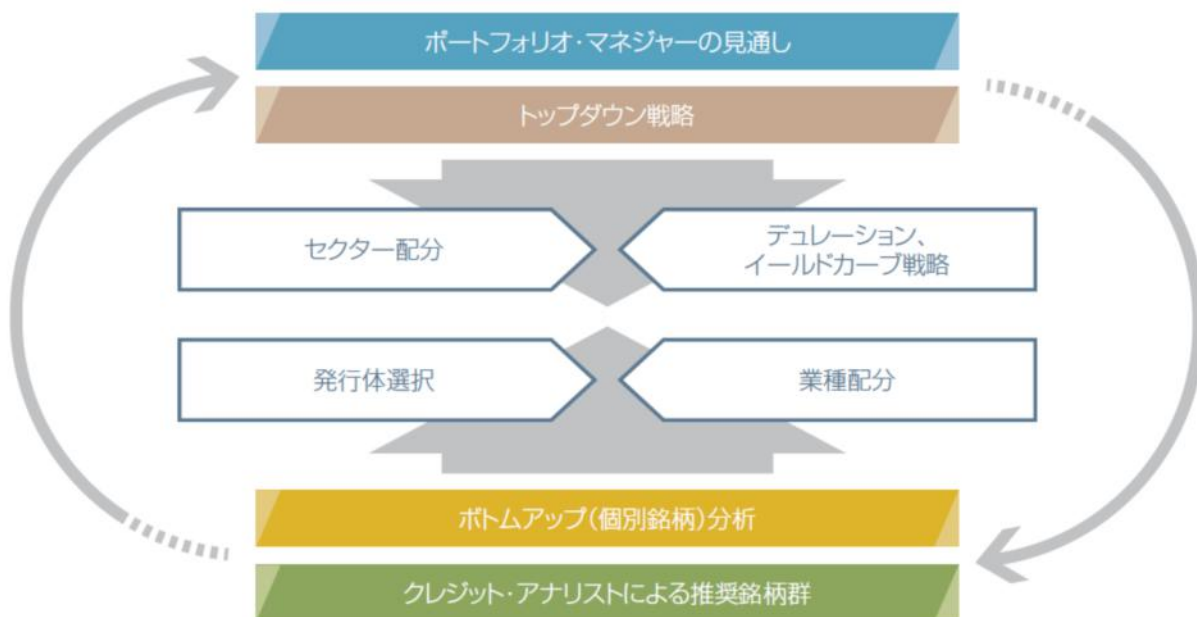 ポートフォリオ・マネジャーの見通し
トップダウン戦略
セクター配分
デュレーション、
イールドカーブ戦略
発行体選択
業種配分
ボトムアップ(個別銘柄)分析
クレジット・アナリストによる推奨銘柄群